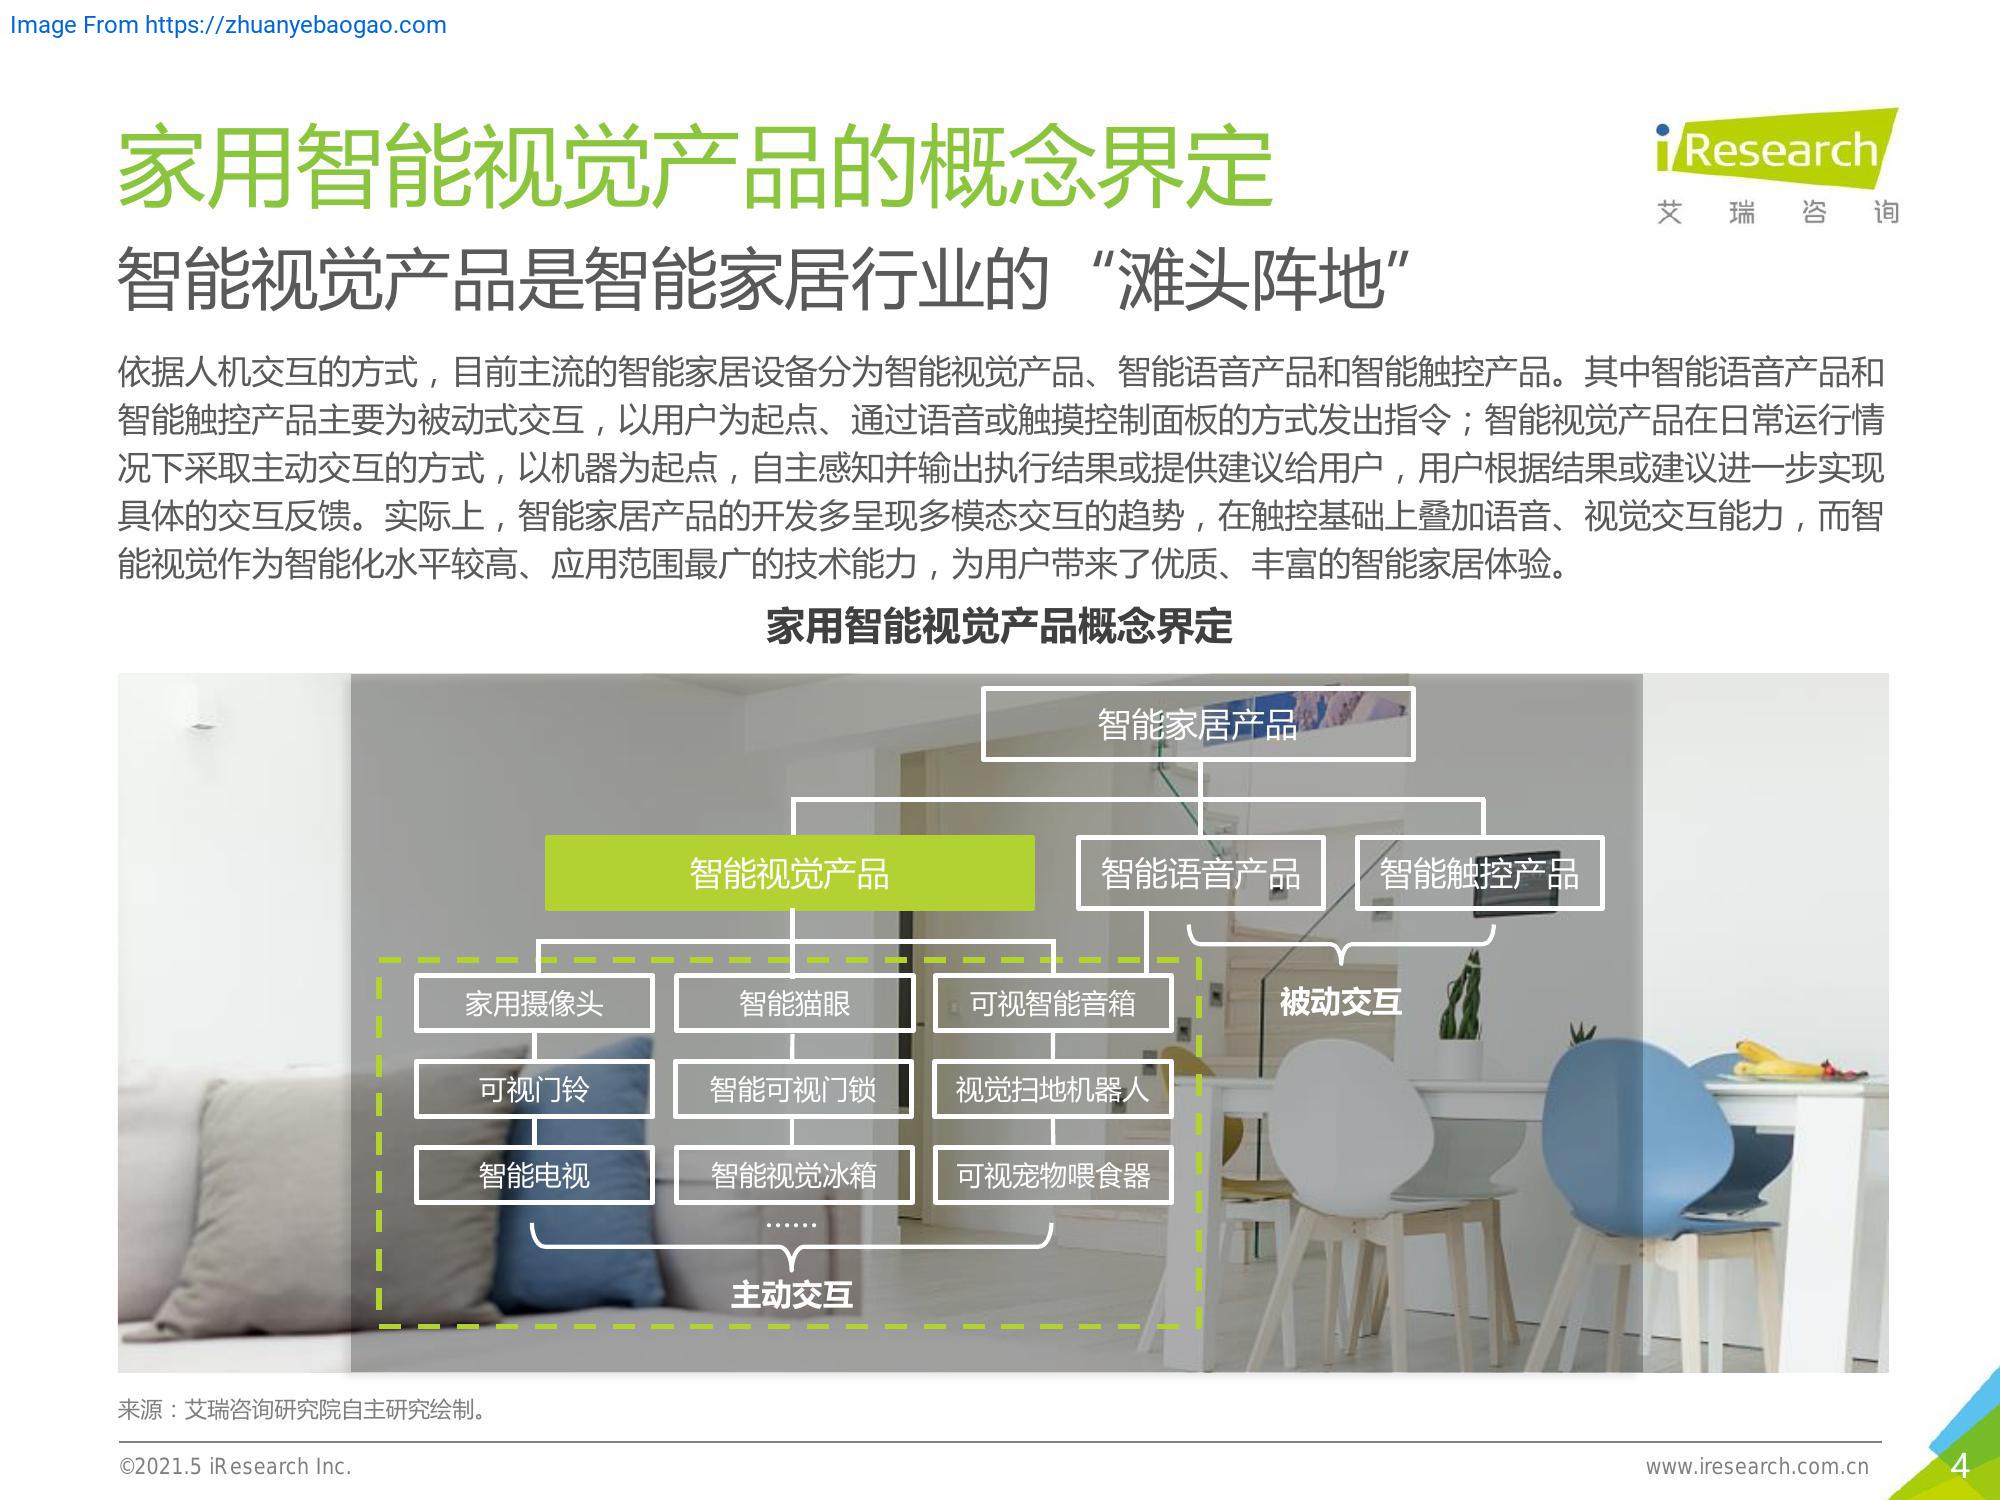 Image From https://zhuanyebaogao.com
家用智能视觉产品的概念界定
iResearch
艾瑞咨询
智能视觉产品是智能家居行业的“滩头阵地”
依据人机交互的方式，目前主流的智能家居设备分为智能视觉产品、智能语音产品和智能触控产品。其中智能语音产品和
智能触控产品主要为被动式交互，以用户为起点、通过语音或触摸控制面板的方式发出指令；智能视觉产品在日常运行情
况下采取主动交互的方式，以机器为起点，自主感知并输出执行结果或提供建议给用户，用户根据结果或建议进一步实现
具体的交互反馈。实际上，智能家居产品的开发多呈现多模态交互的趋势，在触控基础上叠加语音、视觉交互能力，而智
能视觉作为智能化水平较高、应用范围最广的技术能力，为用户带来了优质、丰富的智能家居体验。
家用智能视觉产品概念界定
智能家居产品
智能视觉产品
智能语音产品
智能触控产品
家用摄像头
智能猫眼
可视智能音箱
被动交互
可视门铃
智能可视门锁
视觉扫地机器人
智能电视
智能视觉冰箱
可视宠物喂食器
……
主动交互
来源：艾瑞咨询研究院自主研究绘制。
©2021.5 iResearch Inc.
www.iresearch.com.cn
4